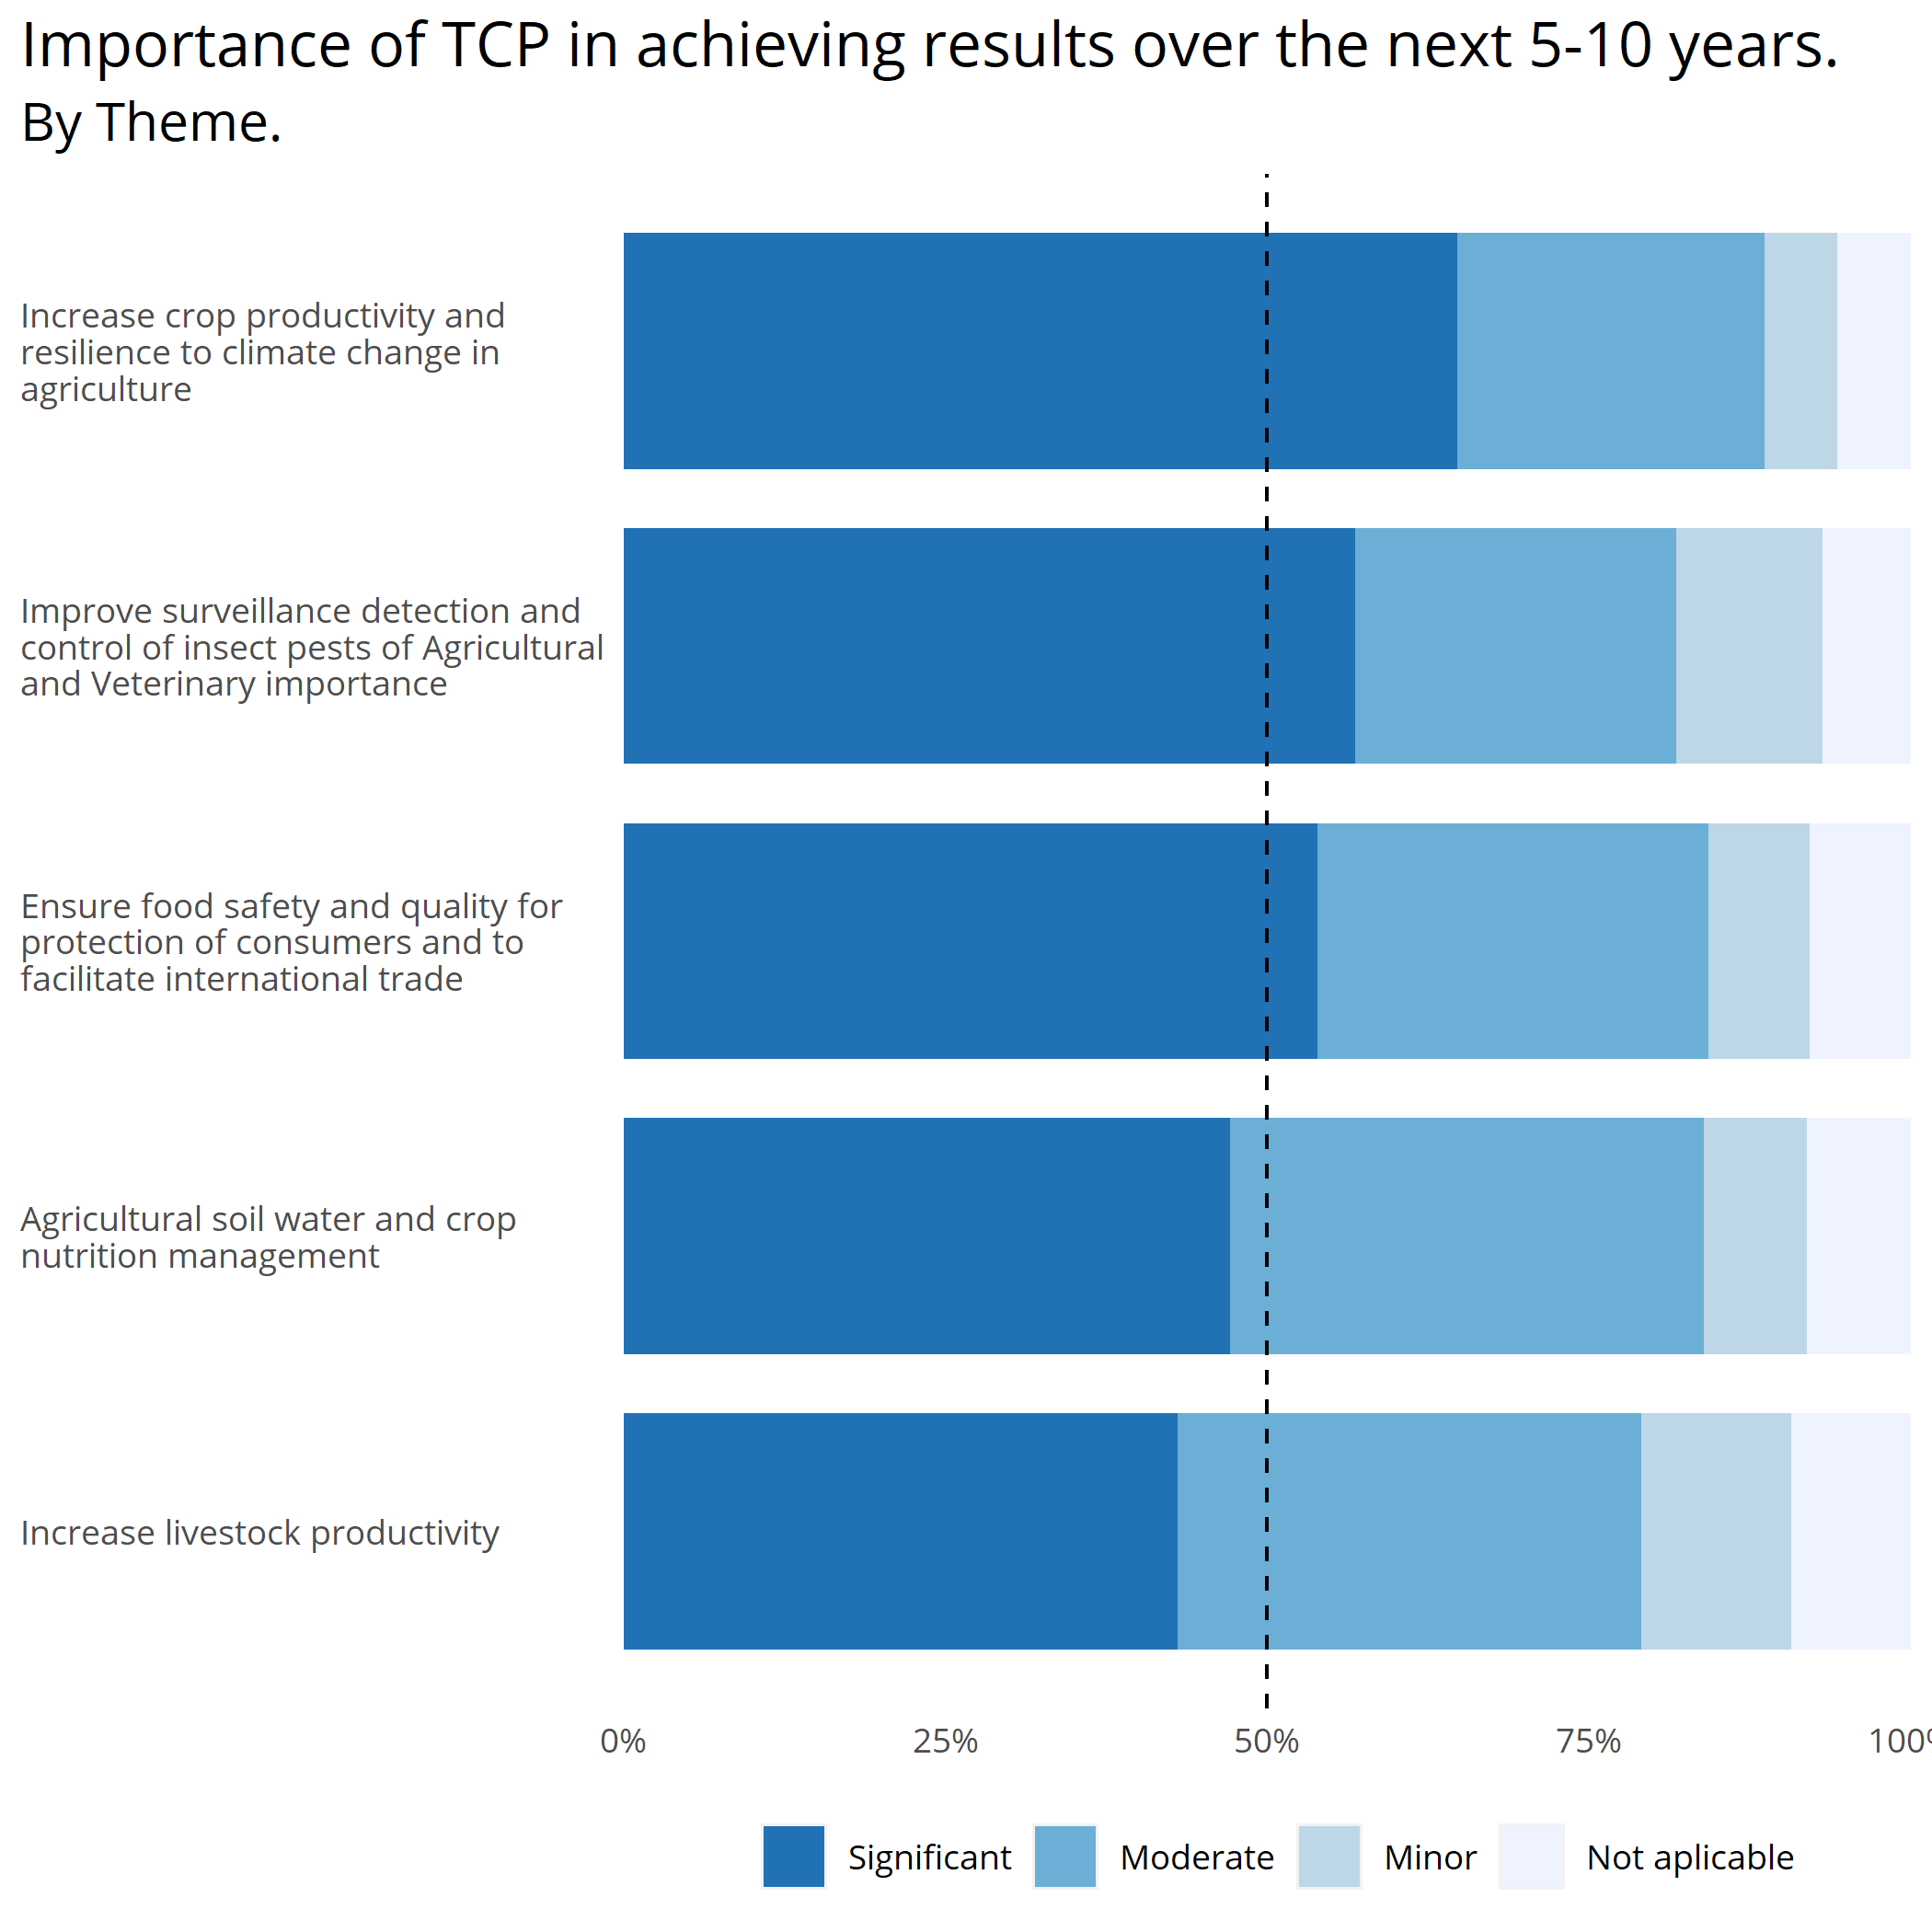 Importance of TCP in achieving results over the next 5-10 years.
By Theme.
Increase crop productivity and
resilience to climate change in
agriculture
Improve surveillance detection and
control of insect pests of Agricultural
and Veterinary importance
Ensure food safety and quality for
protection of consumers and to
facilitate international trade
Agricultural soil water and crop
nutrition management
Increase livestock productivity
0% 25% 50% 75% 100%
Significant Moderate Minor Not aplicable